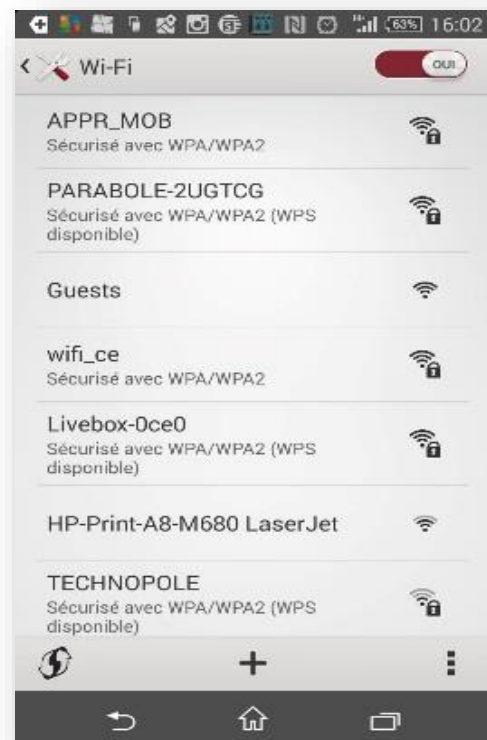 63% 16:02
Wi-Fi
OUI
APPR_MOB
Sécurisé avec WPA/WPA2
PARABOLE-2UGTCG
Sécurisé avec WPA/WPA2 (WPS
disponible)
Guests
wifi_ce
Sécurisé avec WPA/WPA2
Livebox-0ce0
Sécurisé avec WPA/WPA2 (WPS
disponible)
HP-Print-A8-M680 LaserJet
TECHNOPOLE
Sécurisé avec WPA/WPA2 (WPS
disponible)